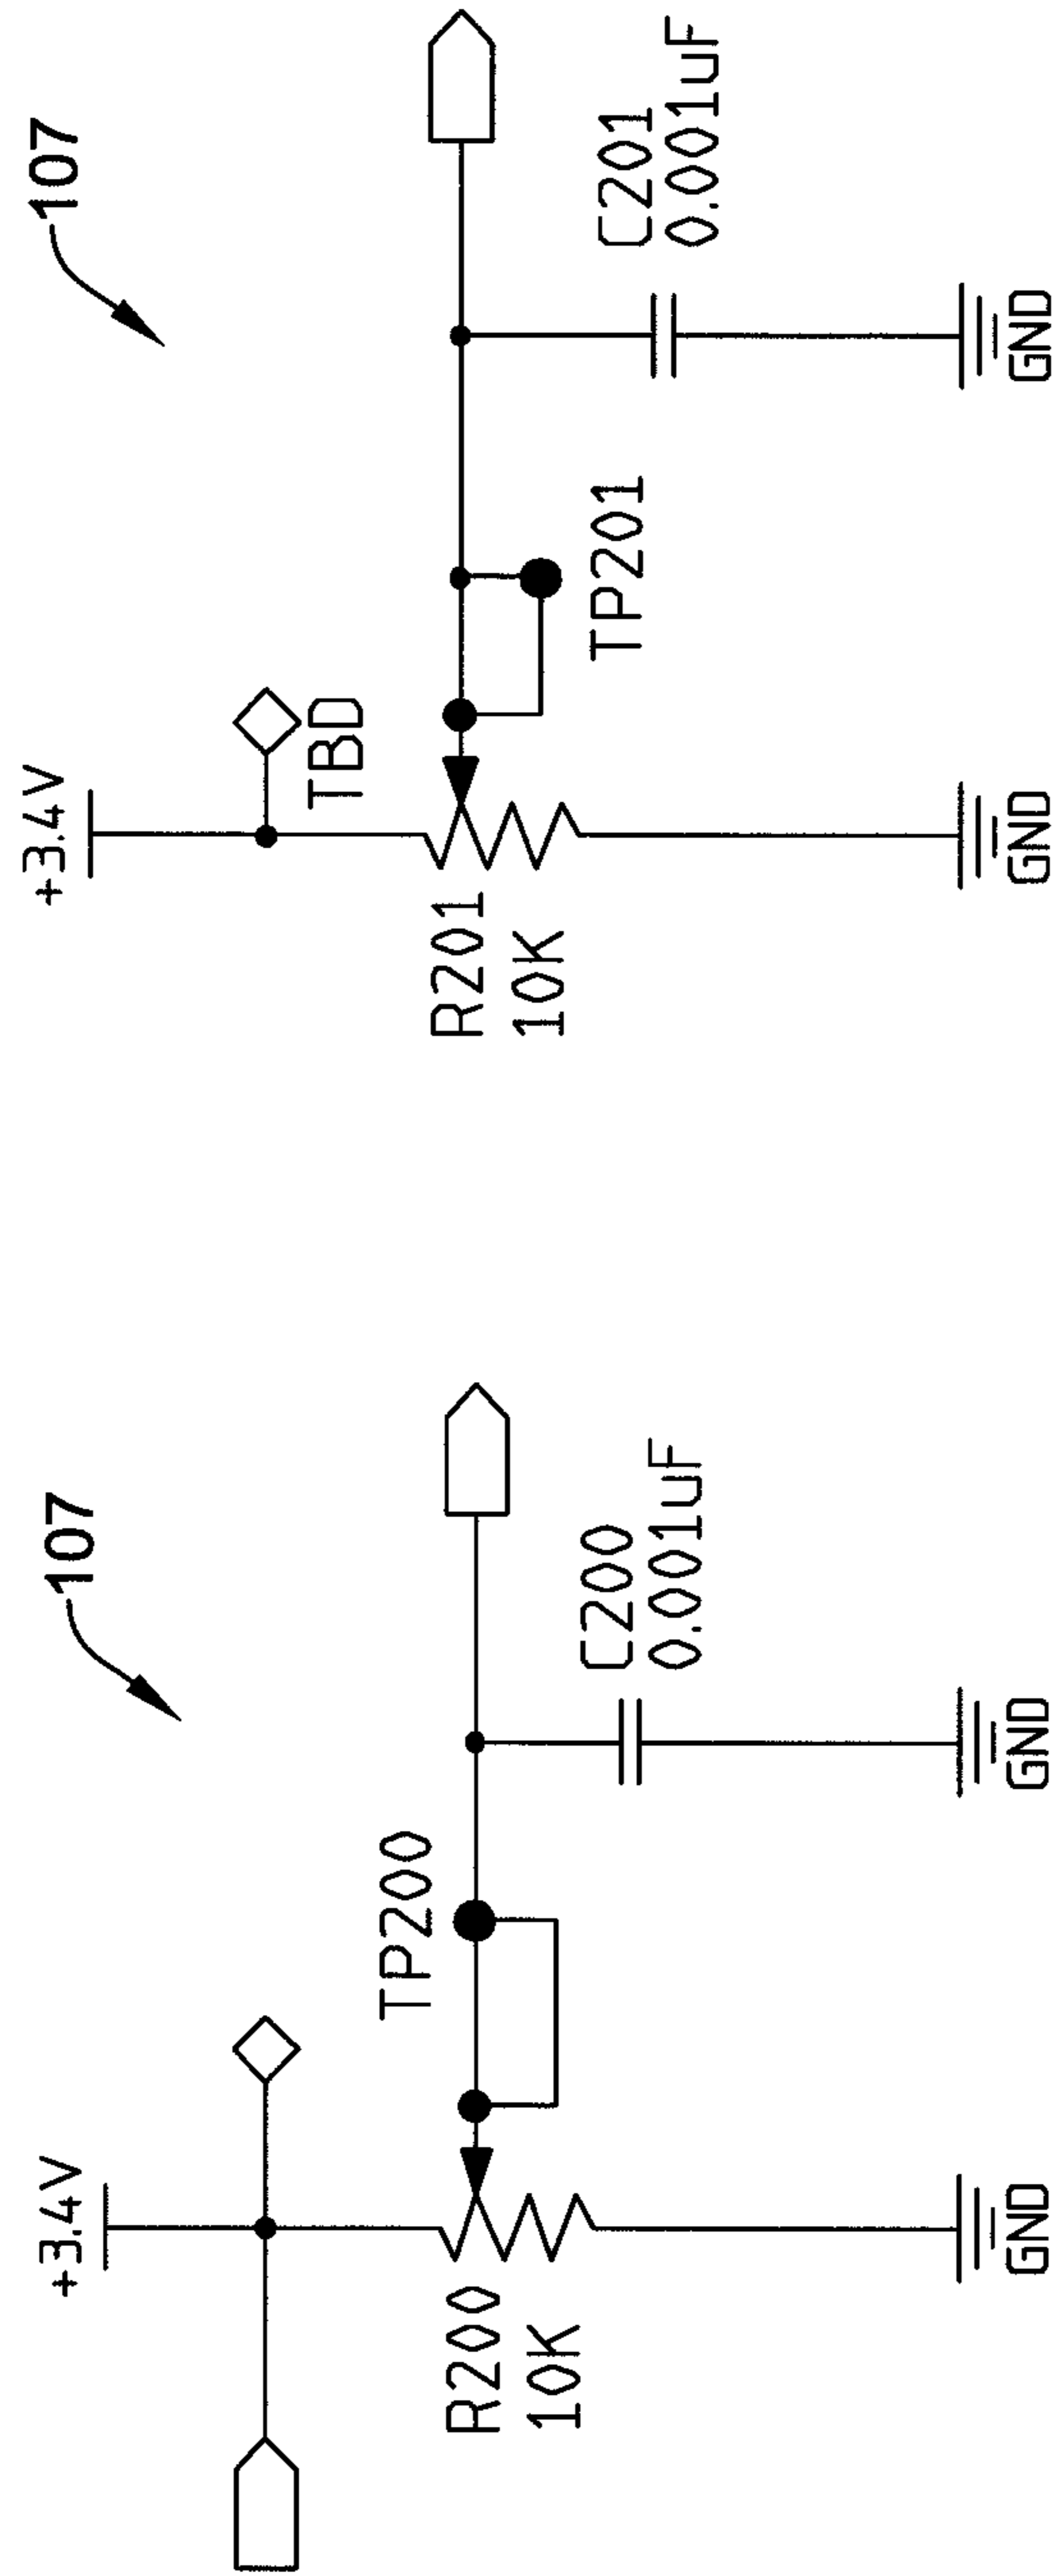 107
+3.4V
TP200
R200
10K
C200
0.001uF
GND
GND
107
+3.4V
TBD
R201
10K
TP201
C201
0.001uF
GND
GND